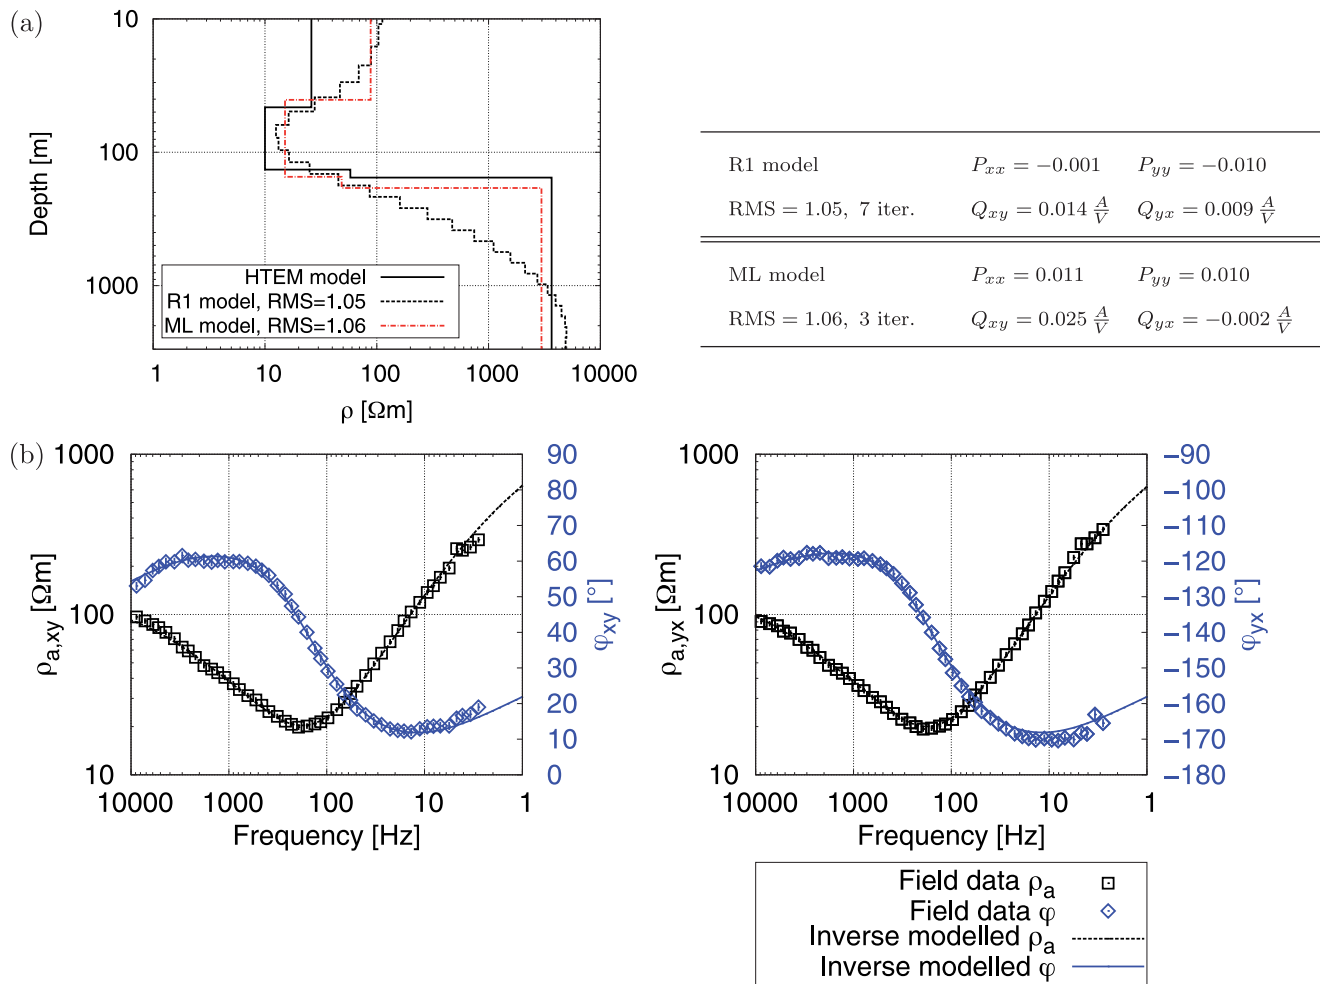 (a)
10
100
1000
Depth [m]
HTEM model
R1 model, RMS=1.05
ML model, RMS=1.06
1 10 100 1000 10000
ρ [Ωm]
R1 model P_xx = −0.001 P_yy = −0.010
RMS = 1.05, 7 iter. Q_xy = 0.014 A/V Q_yx = 0.009 A/V
ML model P_xx = 0.011 P_yy = 0.010
RMS = 1.06, 3 iter. Q_xy = 0.025 A/V Q_yx = −0.002 A/V
(b)
1000
100
10
ρ_a,xy [Ωm]
90
80
70
60
50
40
30
20
10
0
φ_xy [°]
10000 1000 100 10 1
Frequency [Hz]
1000
100
10
ρ_a,yx [Ωm]
−90
−100
−110
−120
−130
−140
−150
−160
−170
−180
φ_yx [°]
10000 1000 100 10 1
Frequency [Hz]
Field data ρ_a
Field data φ
Inverse modelled ρ_a
Inverse modelled φ